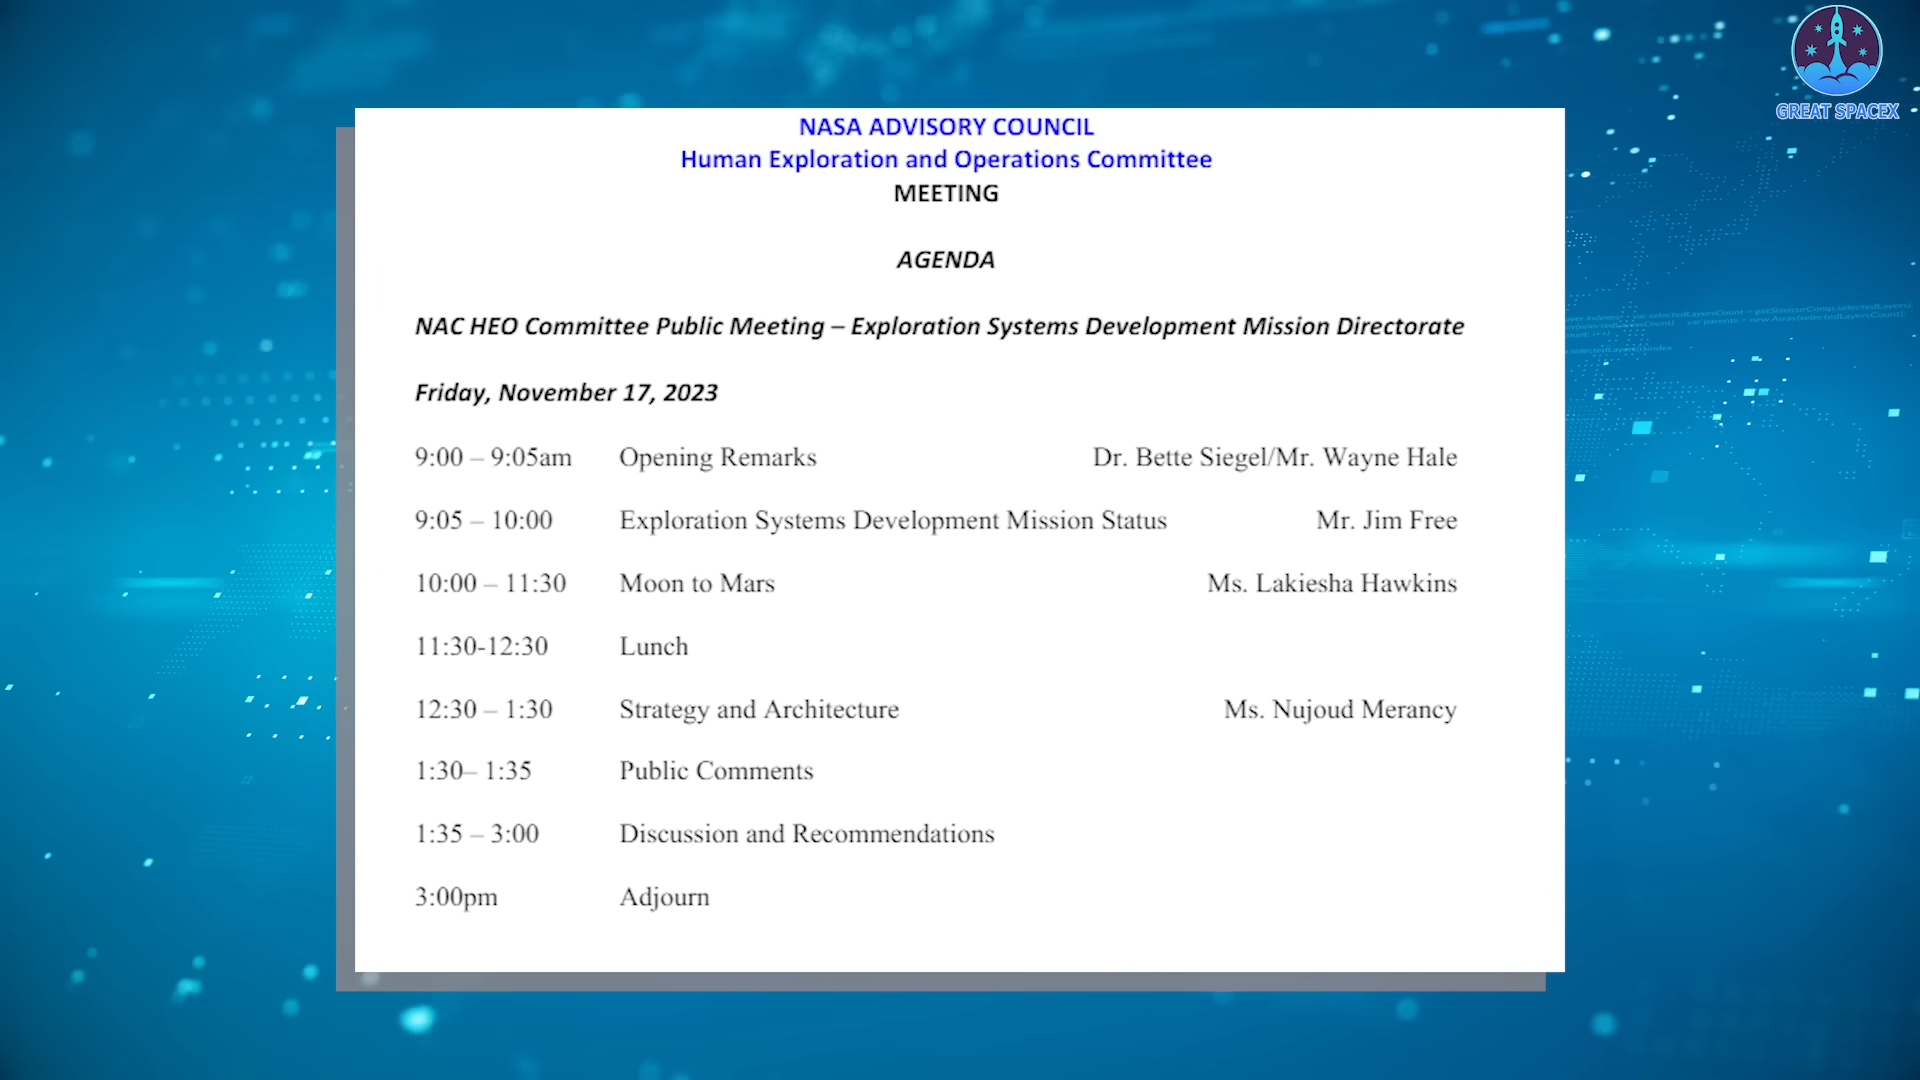 GREAT SPACEX
NASA ADVISORY COUNCIL
Human Exploration and Operations Committee
MEETING
AGENDA
NAC HEO Committee Public Meeting – Exploration Systems Development Mission Directorate
Friday, November 17, 2023
9:00 – 9:05am Opening Remarks Dr. Bette Siegel/Mr. Wayne Hale
9:05 – 10:00 Exploration Systems Development Mission Status Mr. Jim Free
10:00 – 11:30 Moon to Mars Ms. Lakiesha Hawkins
11:30-12:30 Lunch
12:30 – 1:30 Strategy and Architecture Ms. Nujoud Merancy
1:30– 1:35 Public Comments
1:35 – 3:00 Discussion and Recommendations
3:00pm Adjourn